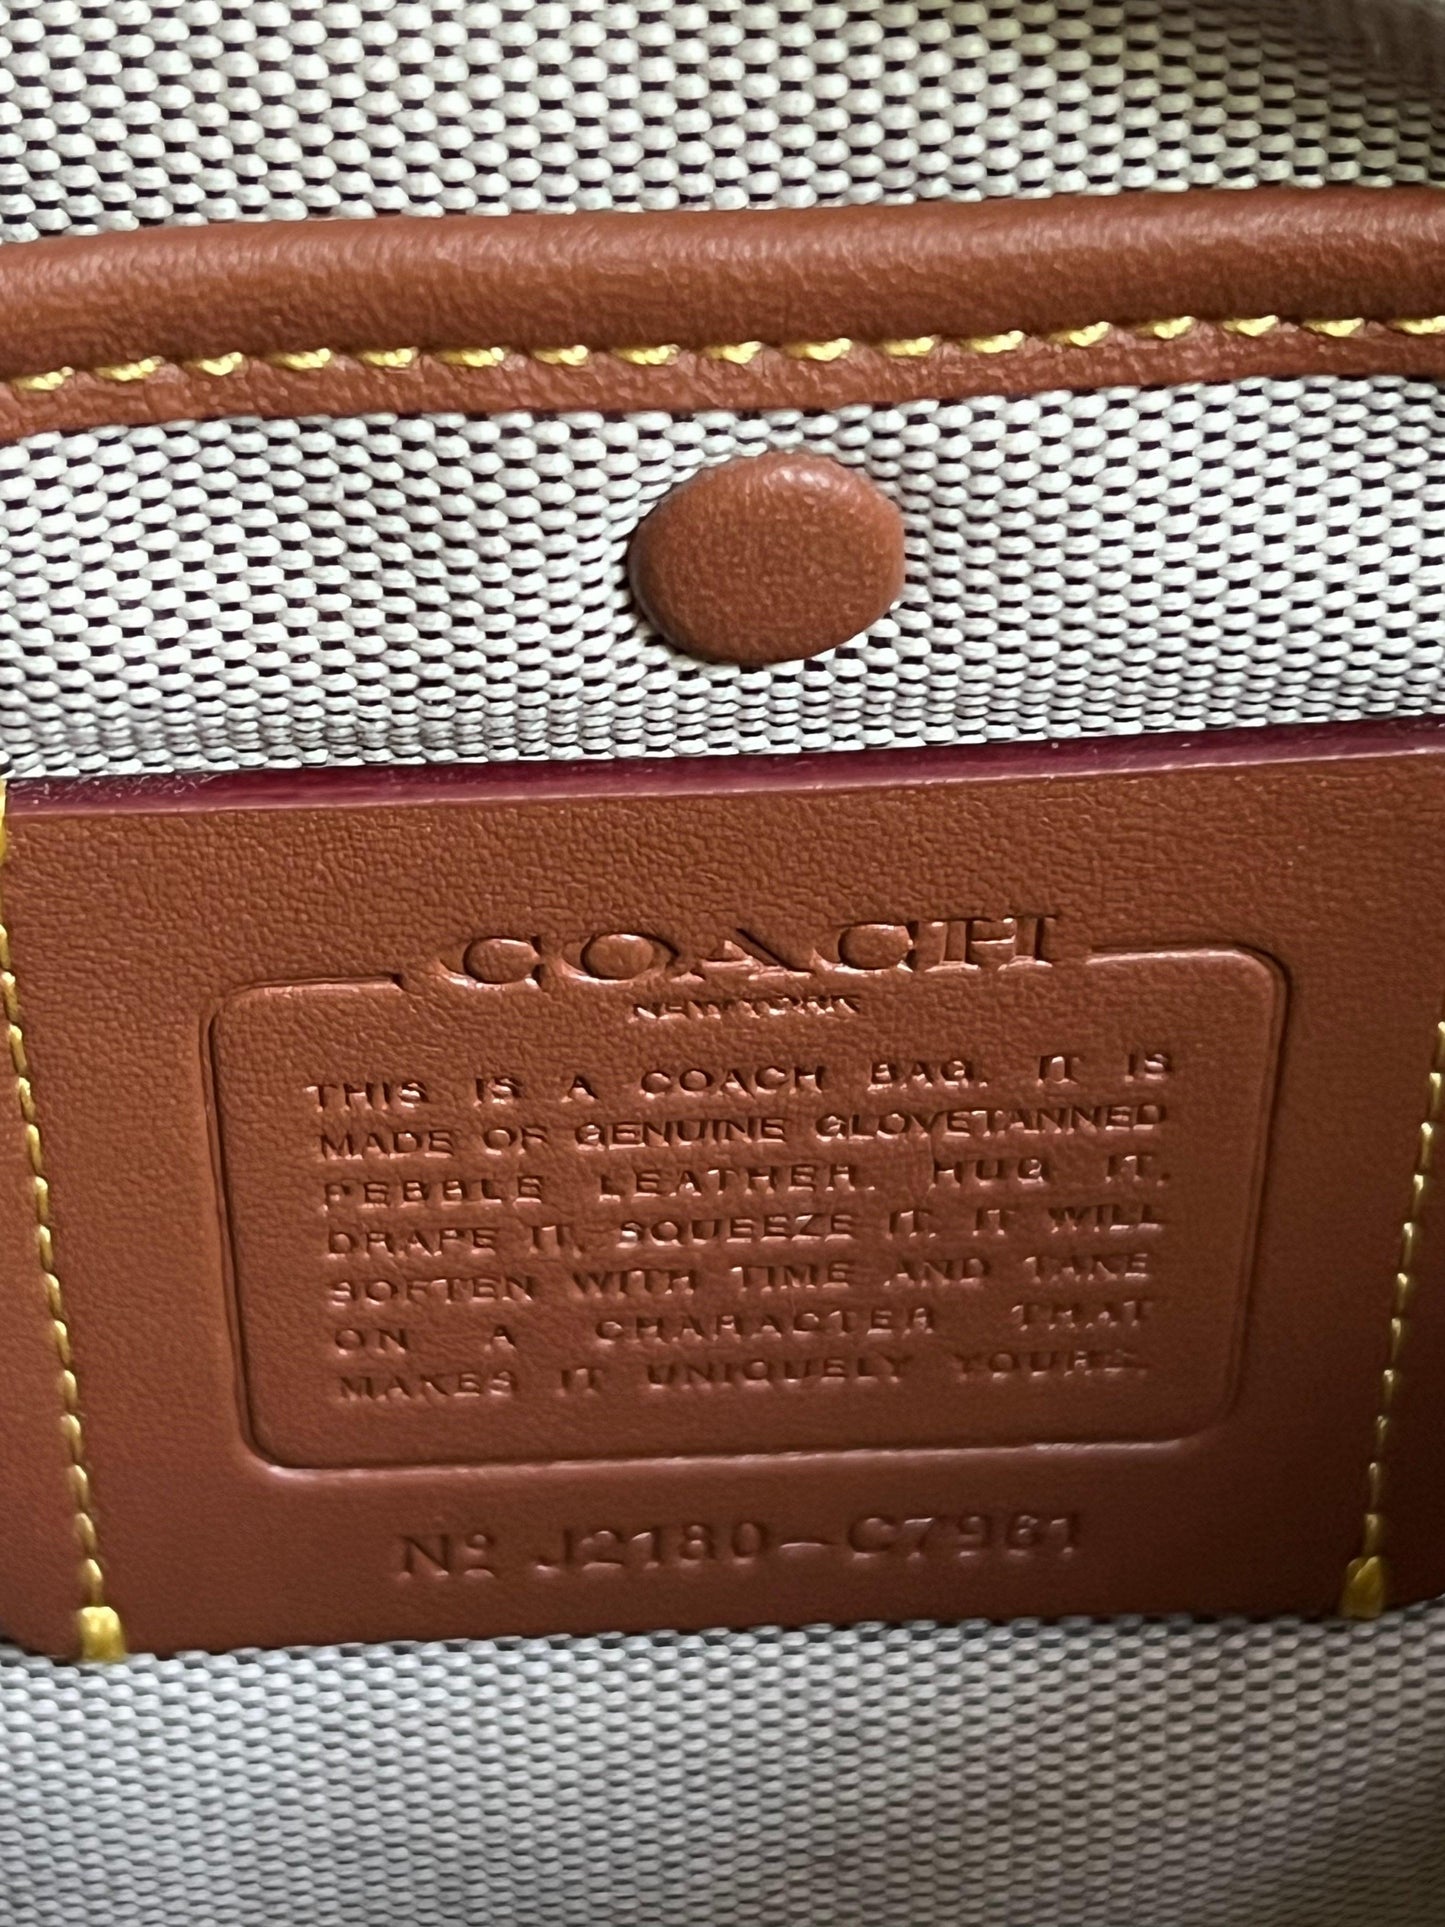 COACH
NEW YORK
THIS IS A COACH BAG. IT IS
MADE OF GENUINE GLOVETANNED
PEBBLE LEATHER. HUG IT,
DRAPE IT, SQUEEZE IT. IT WILL
SOFTEN WITH TIME AND TAKE
ON A CHARACTER THAT
MAKES IT UNIQUELY YOURS.
Nº J2180-C7961